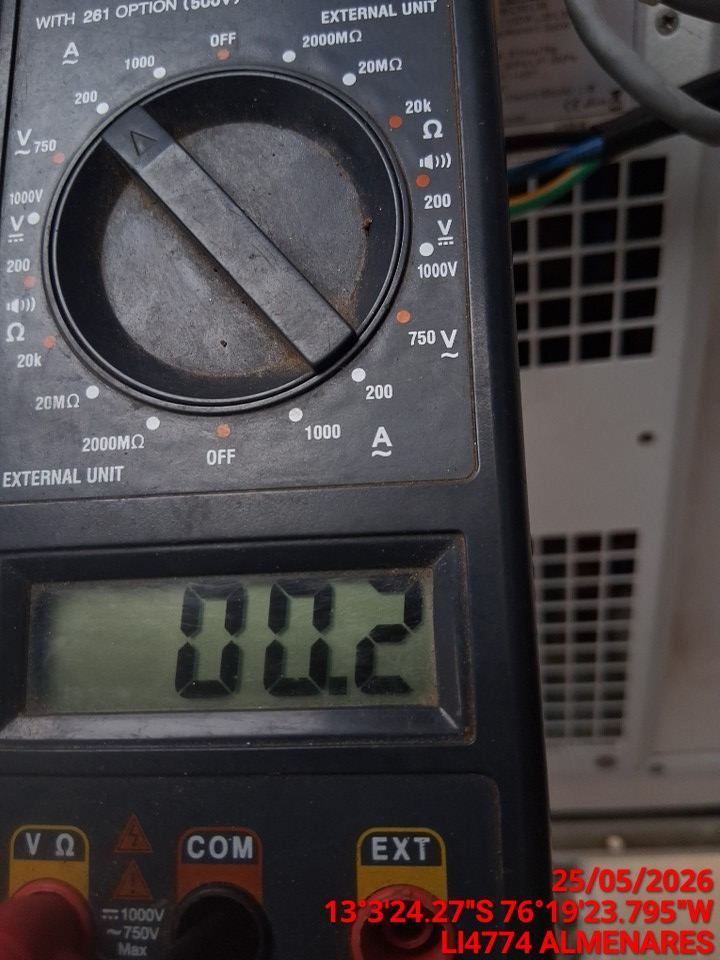 WITH 261 OPTION (500V)
EXTERNAL UNIT
A
OFF
2000MΩ
1000
20MΩ
200
20k
Ω
V
750
200
1000V
V
V
1000V
200
750 V
Ω
20k
200
20MΩ
1000
2000MΩ
A
OFF
EXTERNAL UNIT
00.2
V Ω
COM
EXT
1000V
~750V
Max
25/05/2026
13°3'24.27"S 76°19'23.795"W
LI4774 ALMENARES